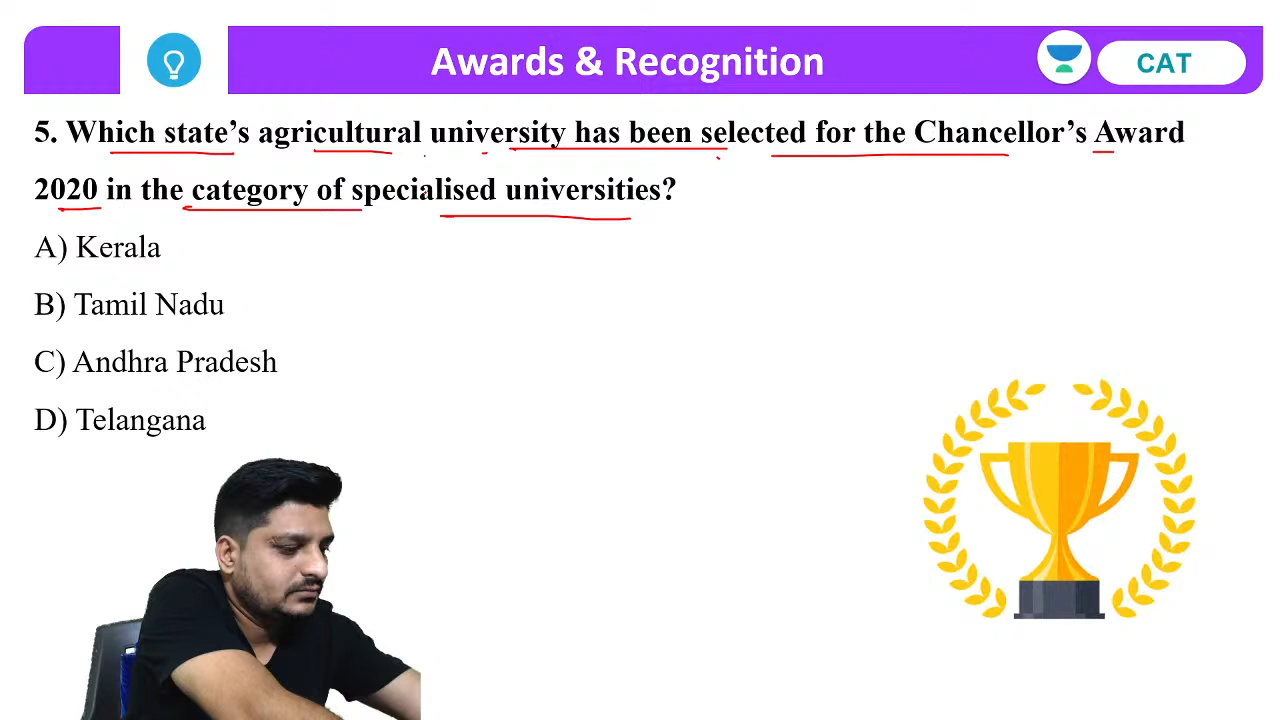 Awards & Recognition
CAT
5. Which state’s agricultural university has been selected for the Chancellor’s Award
2020 in the category of specialised universities?
A) Kerala
B) Tamil Nadu
C) Andhra Pradesh
D) Telangana